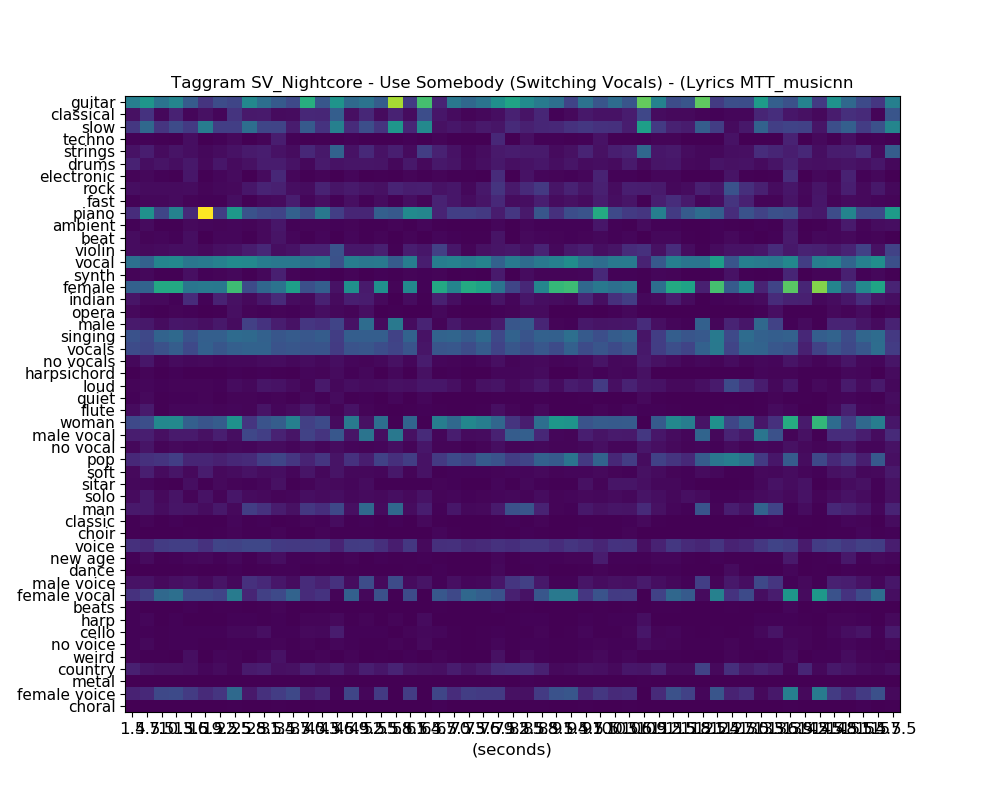 Taggram SV_Nightcore - Use Somebody (Switching Vocals) - (Lyrics MTT_musicnn
guitar
classical
slow
techno
strings
drums
electronic
rock
fast
piano
ambient
beat
violin
vocal
synth
female
indian
opera
male
singing
vocals
no vocals
harpsichord
loud
quiet
flute
woman
male vocal
no vocal
pop
soft
sitar
solo
man
classic
choir
voice
new age
dance
male voice
female vocal
beats
harp
cello
no voice
weird
country
metal
female voice
choral
(seconds)